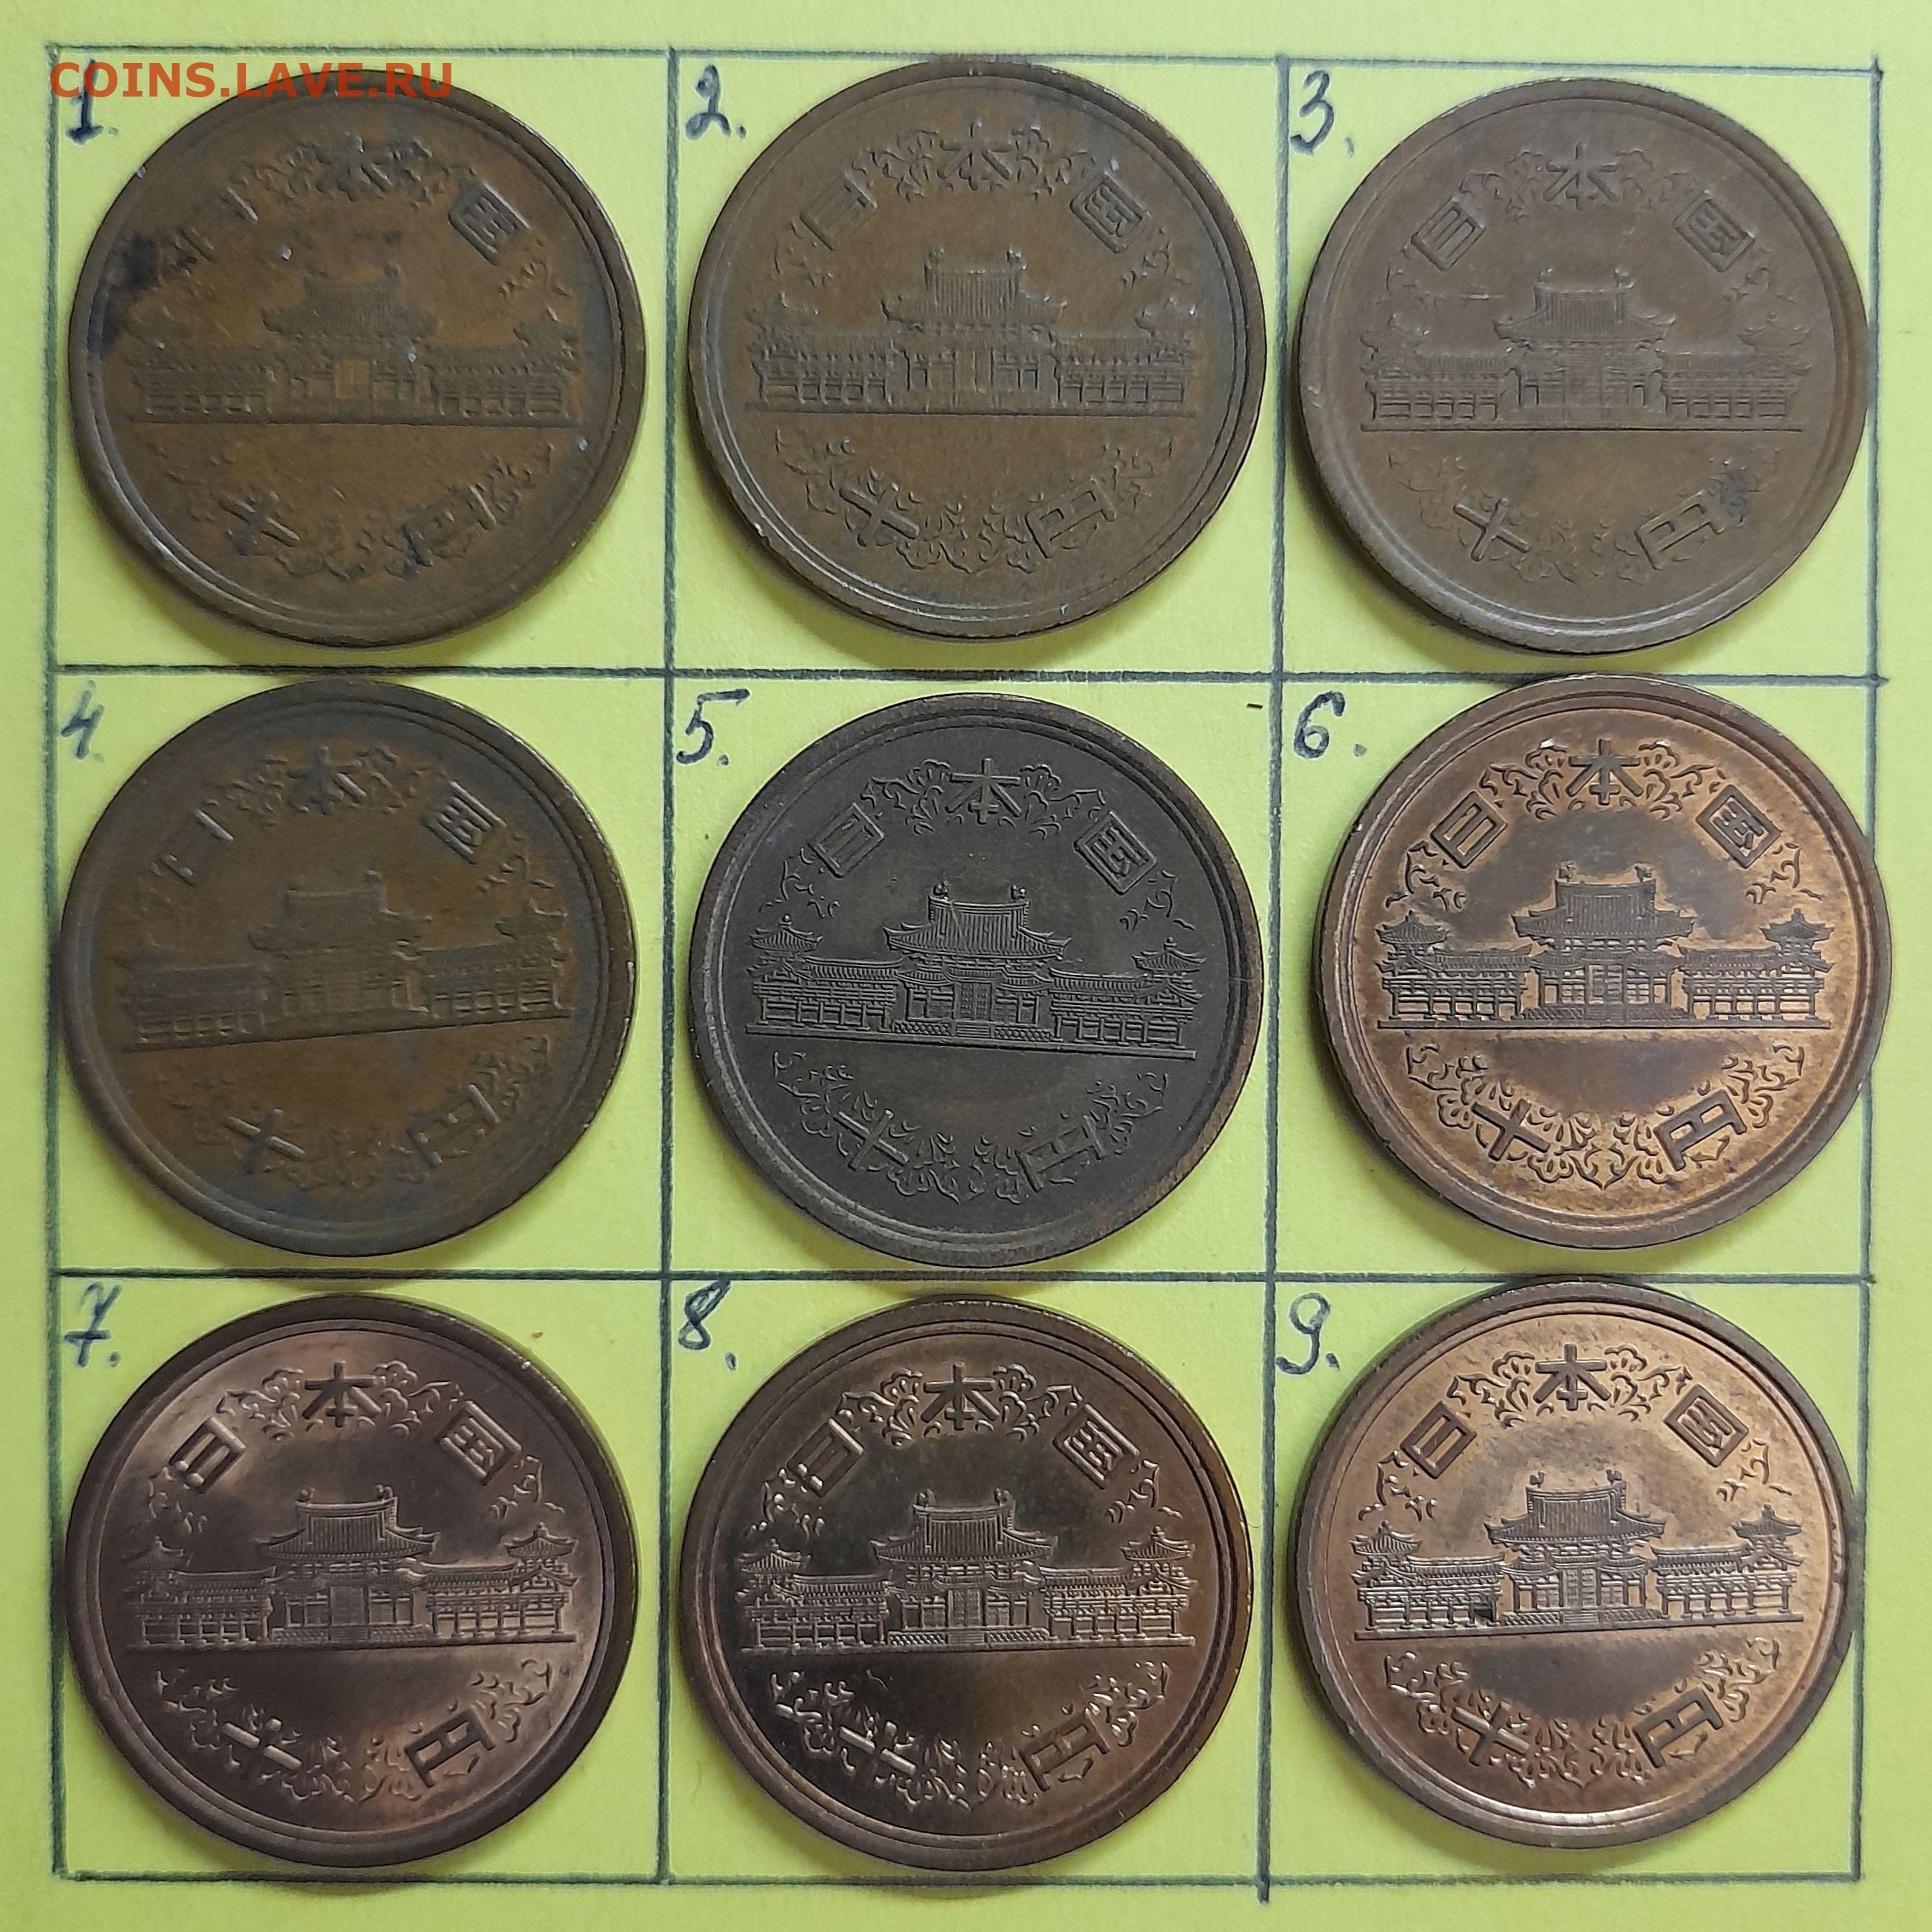 COINS.LAVE.RU
1. 2. 3.
日本国 日本国 日本国
十円 十円 十円
4. 5. 6.
日本国 日本国 日本国
十円 十円 十円
7. 8. 9.
日本国 日本国 日本国
十円 十円 十円